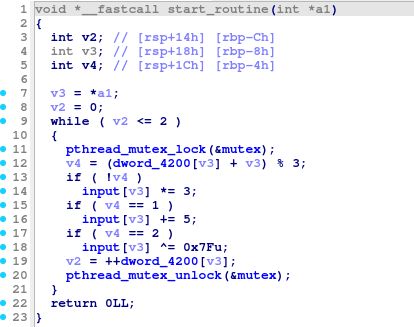 1 void *__fastcall start_routine(int *a1)
2 {
3 int v2; // [rsp+14h] [rbp-Ch]
4 int v3; // [rsp+18h] [rbp-8h]
5 int v4; // [rsp+1Ch] [rbp-4h]
6
7 v3 = *a1;
8 v2 = 0;
9 while ( v2 <= 2 )
10 {
11 pthread_mutex_lock(&mutex);
12 v4 = (dword_4200[v3] + v3) % 3;
13 if ( !v4 )
14 input[v3] *= 3;
15 if ( v4 == 1 )
16 input[v3] += 5;
17 if ( v4 == 2 )
18 input[v3] ^= 0x7Fu;
19 v2 = ++dword_4200[v3];
20 pthread_mutex_unlock(&mutex);
21 }
22 return 0LL;
23 }